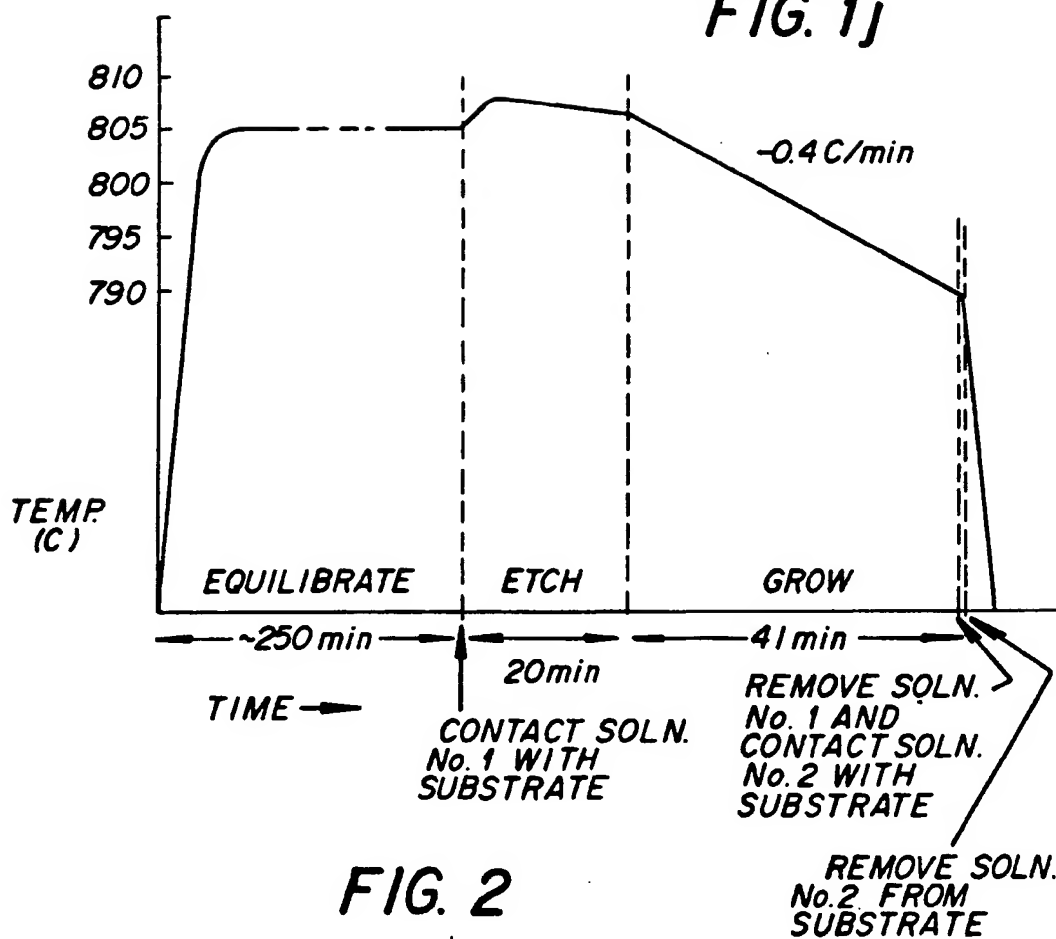 FIG. 1j
810
805
800
795
790
-0.4 C/min
TEMP.
(C)
EQUILIBRATE
ETCH
GROW
~250 min
20min
41 min
TIME
CONTACT SOLN.
No. 1 WITH
SUBSTRATE
REMOVE SOLN.
No. 1 AND
CONTACT SOLN.
No. 2 WITH
SUBSTRATE
REMOVE SOLN.
No. 2 FROM
SUBSTRATE
FIG. 2